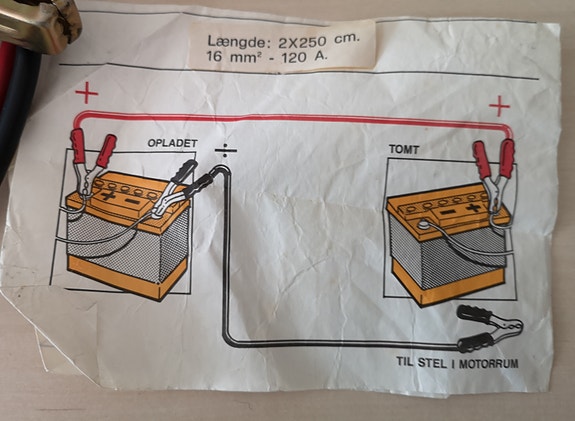 Længde: 2X250 cm.
16 mm² - 120 A.
+
+
OPLADET
÷
TOMT
+ -
- +
TIL STEL I MOTORRUM